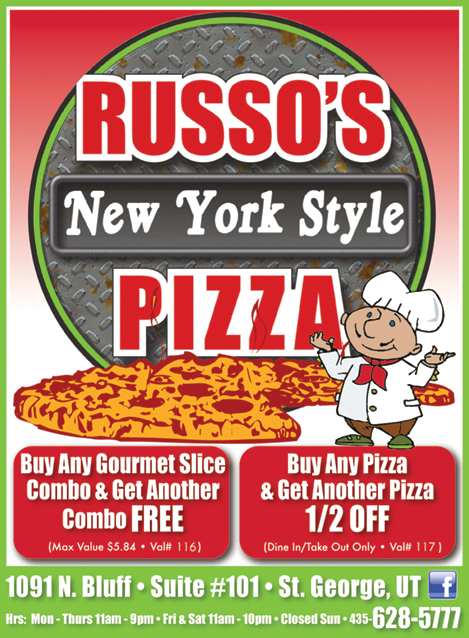 RUSSO'S
New York Style
PIZZA
Buy Any Gourmet Slice
Combo & Get Another
Combo FREE
(Max Value $5.84 • Val# 116)
Buy Any Pizza
& Get Another Pizza
1/2 OFF
(Dine In/Take Out Only • Val# 117)
1091 N. Bluff • Suite #101 • St. George, UT f
Hrs: Mon - Thurs 11am - 9pm • Fri & Sat 11am - 10pm • Closed Sun • 435-628-5777